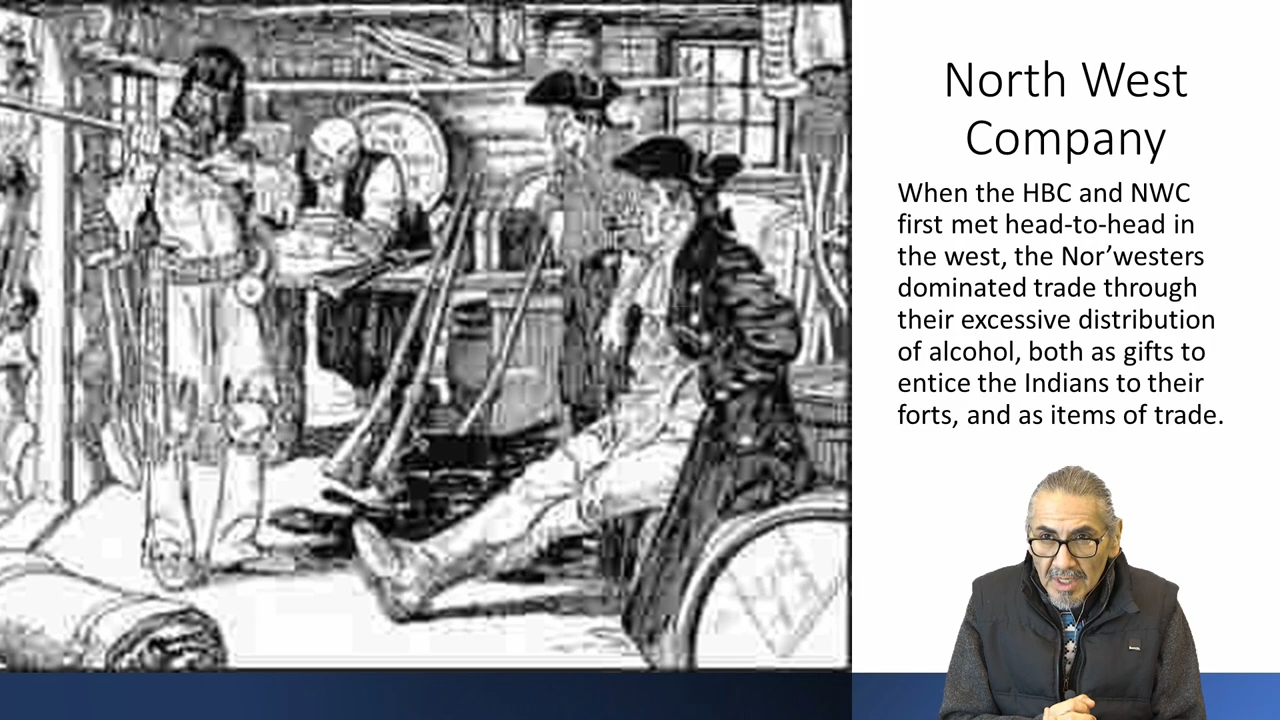 North West
Company
When the HBC and NWC
first met head-to-head in
the west, the Nor’westers
dominated trade through
their excessive distribution
of alcohol, both as gifts to
entice the Indians to their
forts, and as items of trade.